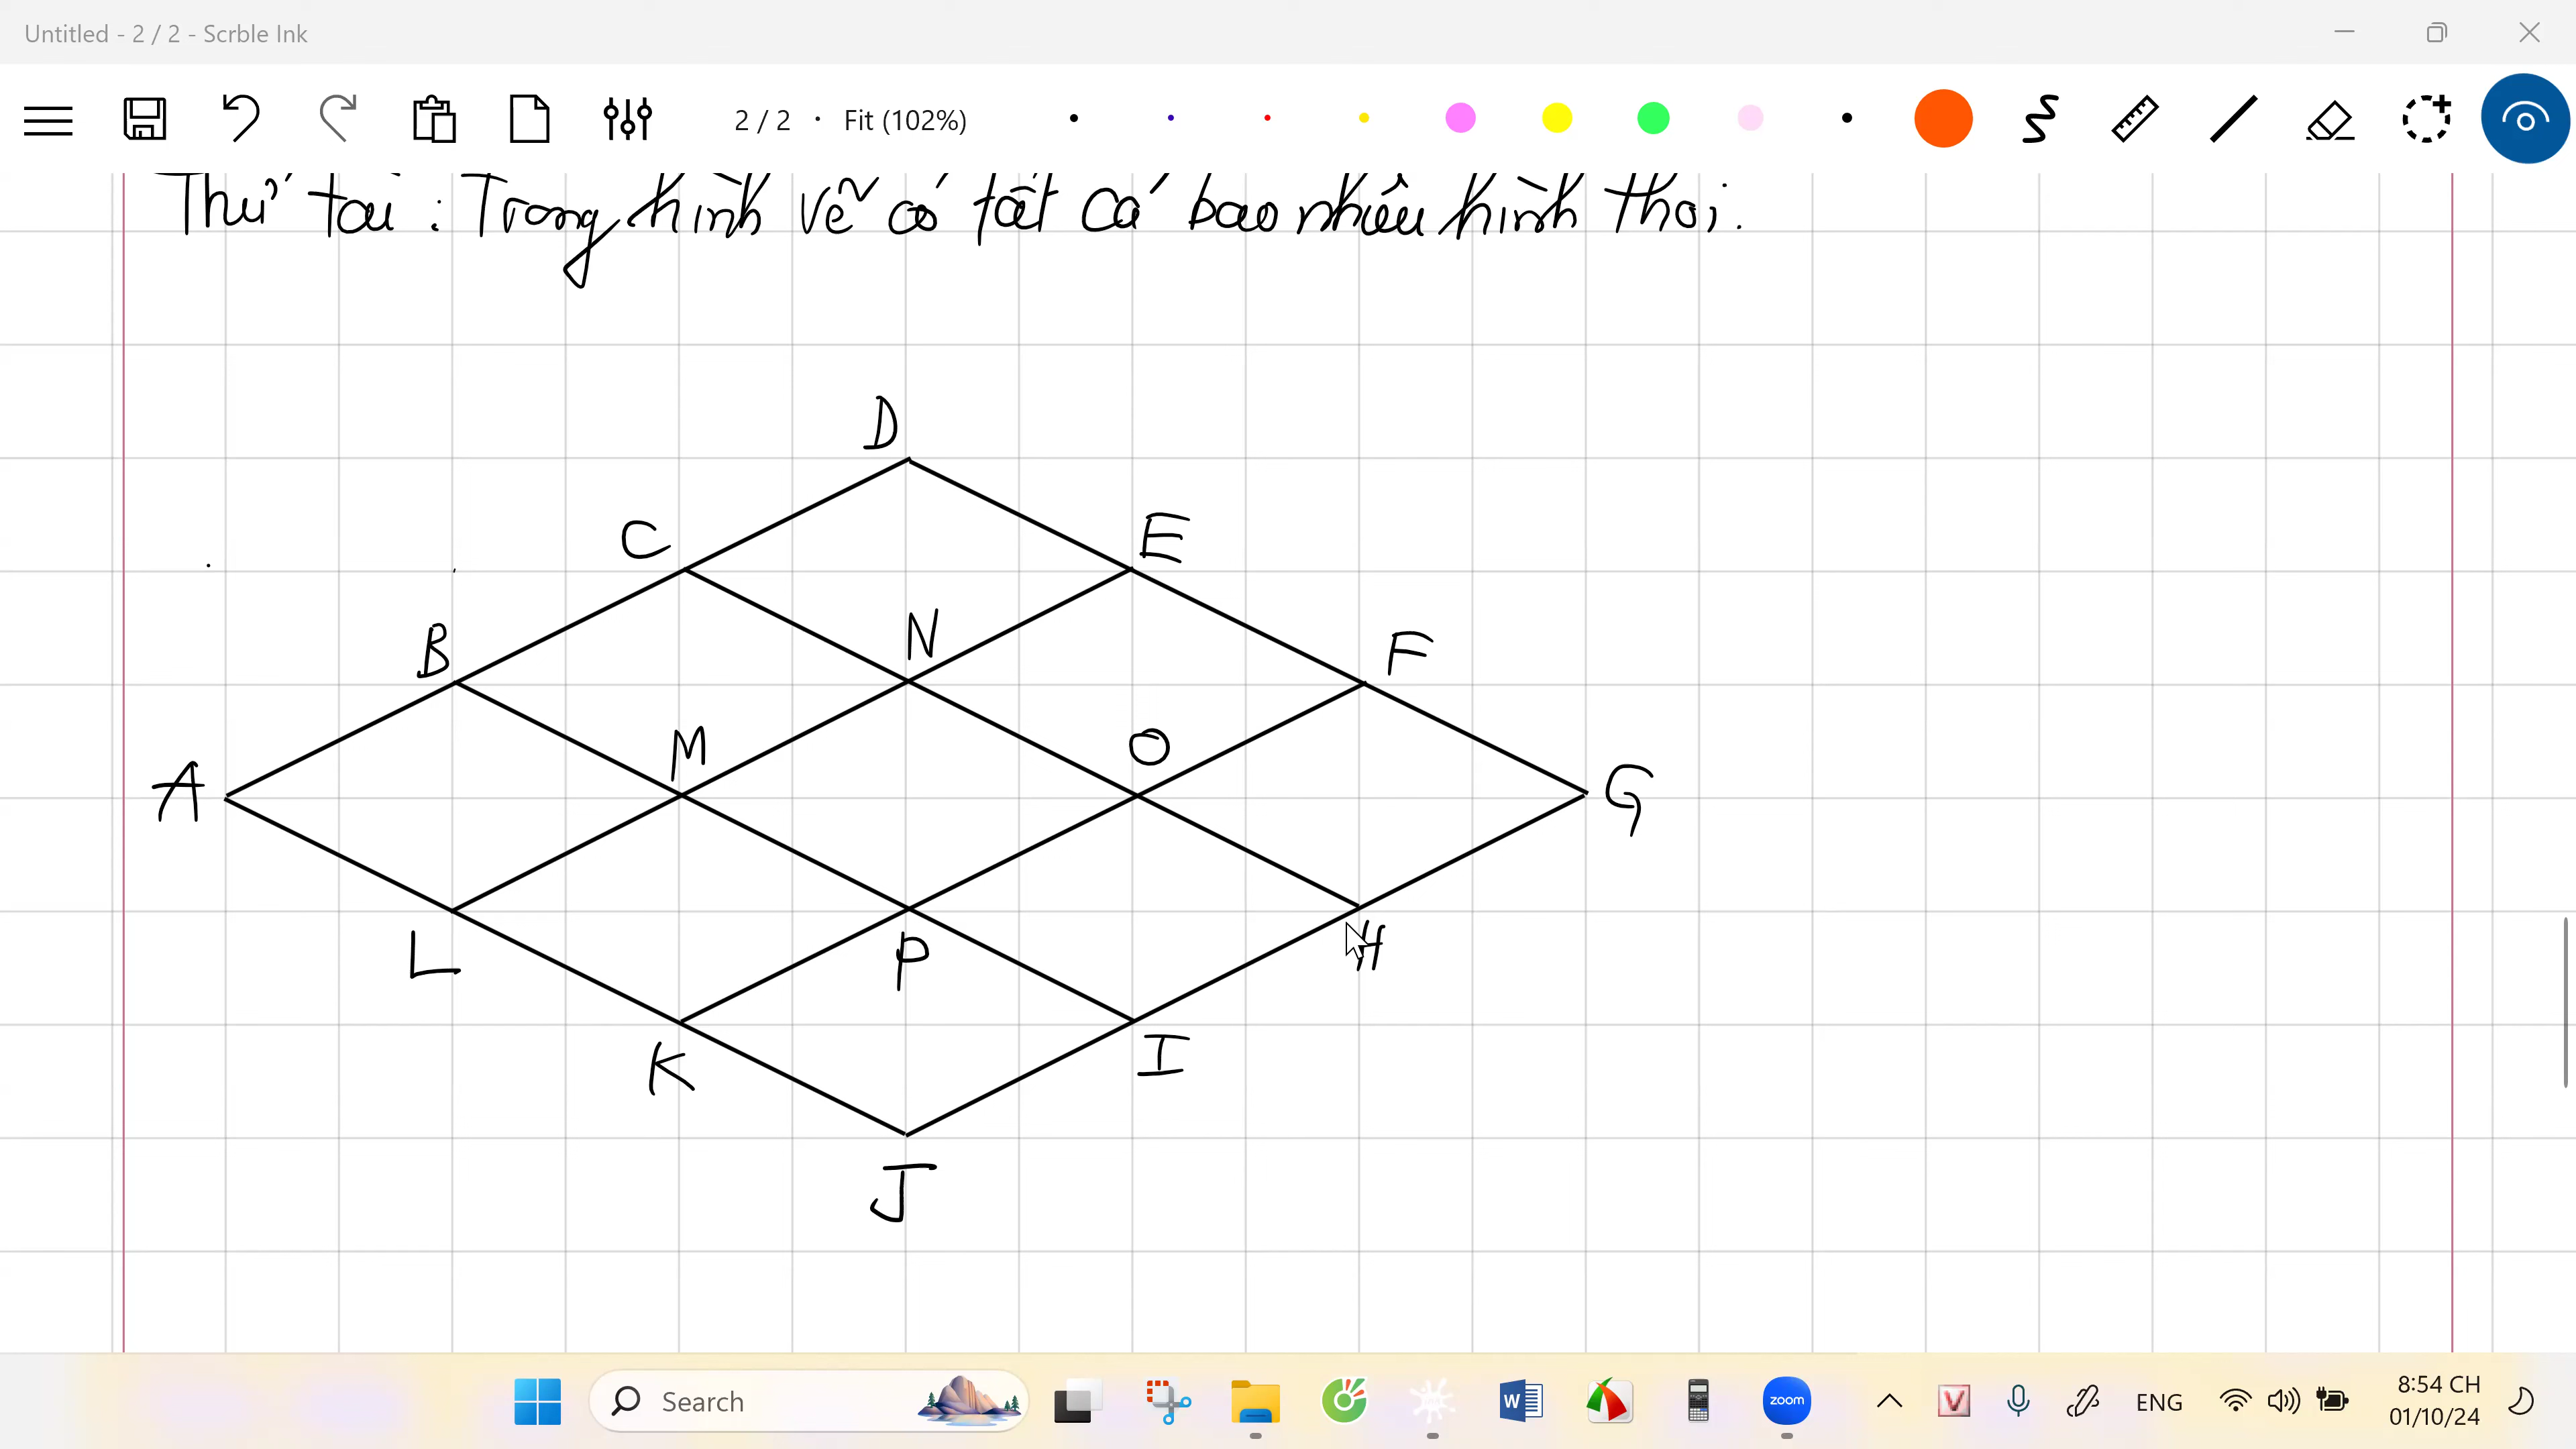 Untitled - 2 / 2 - Scrble Ink
2 / 2 · Fit (102%)
Thử tài : Trong hình vẽ có tất cả bao nhiêu hình thoi.
D
C
E
B
N
F
M
O
A
G
L
P
H
K
I
J
Search
ENG
8:54 CH
01/10/24
W
zoom
V